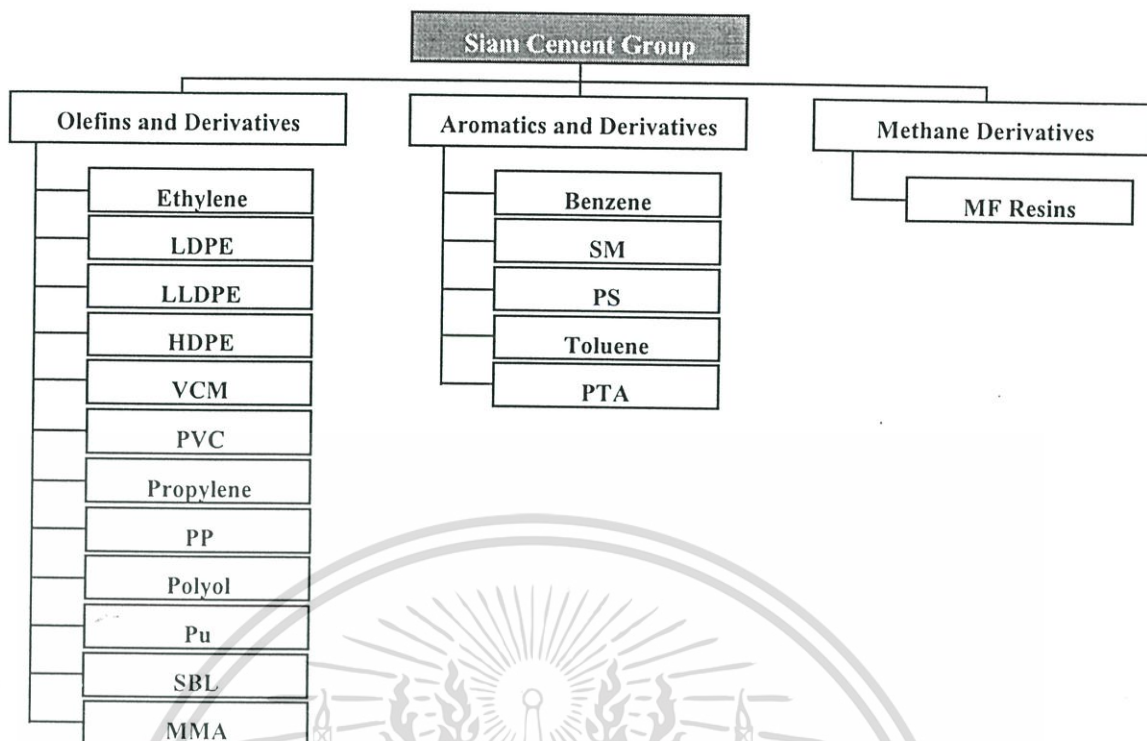 Siam Cement Group
Olefins and Derivatives
Ethylene
LDPE
LLDPE
HDPE
VCM
PVC
Propylene
PP
Polyol
Pu
SBL
MMA
Aromatics and Derivatives
Benzene
SM
PS
Toluene
PTA
Methane Derivatives
MF Resins